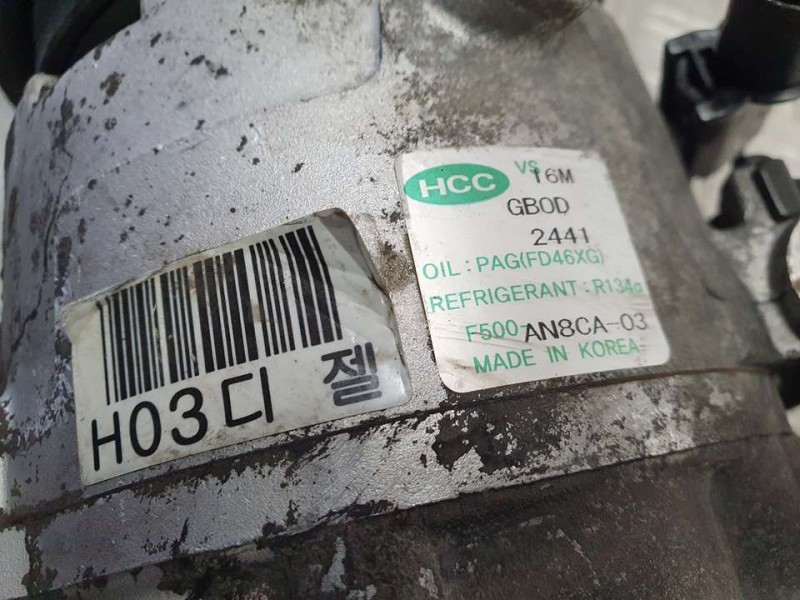 HCC VS 16M
GB0D
2441
OIL : PAG(FD46XG)
REFRIGERANT : R134a
F500-AN8CA-03
MADE IN KOREA
H03디 젤